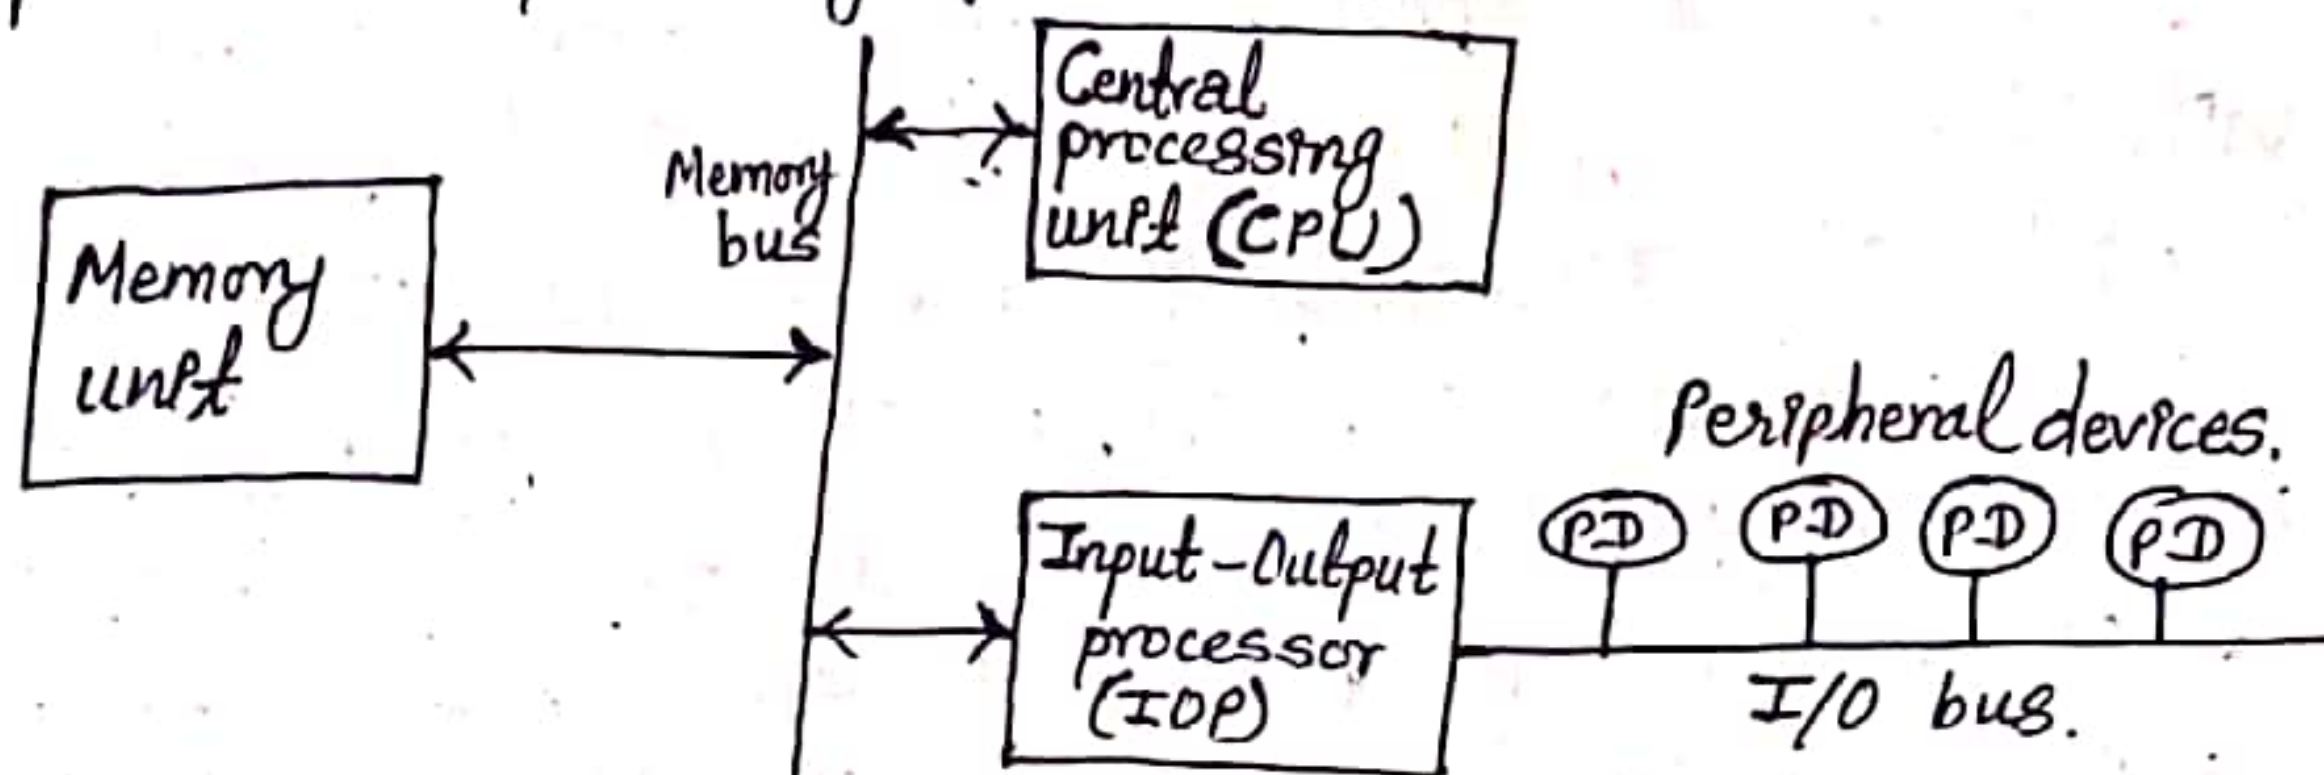 Central
processing
unit (CPU)
Memory
bus
Memory
unit
Peripheral devices.
PD PD PD PD
Input-Output
processor
(IOP)
I/O bus.